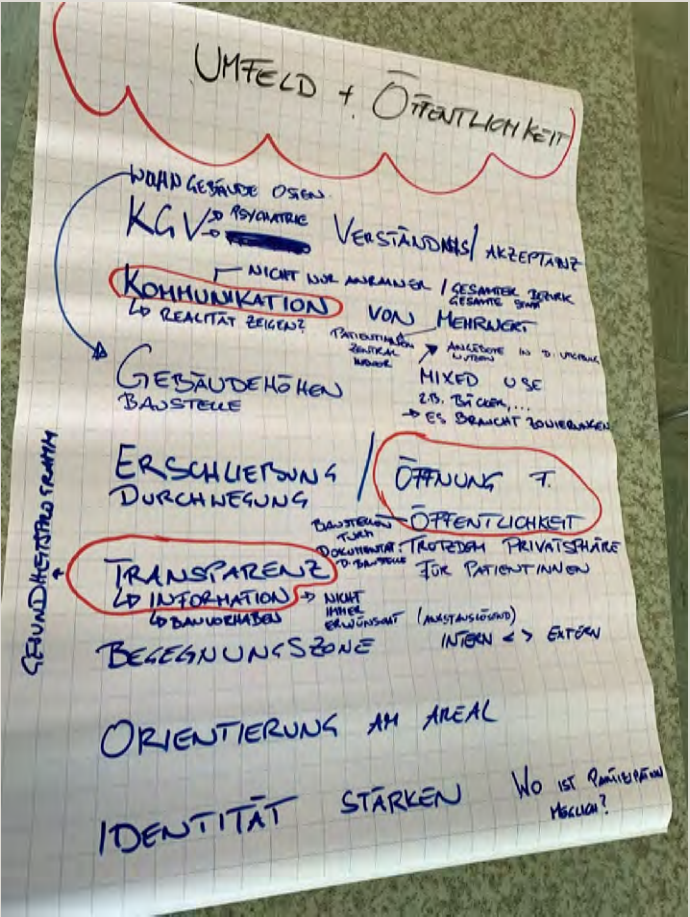 UMFELD + ÖFFENTLICHKEIT
WOHNGEBÄUDE OSTEN
KGV → PSYCHIATRIE
VERSTÄNDNIS / AKZEPTANZ
NICHT NUR ANRAINER / GESAMTER BEZIRK
GESAMTE STADT
KOMMUNIKATION VON MEHRWERT
↳ REALITÄT ZEIGEN?
PATIENTINNEN
ZENTRAL
→ ANGEBOTE IN D. UMGEBUNG
NUTZEN
GEBÄUDEHÖHEN
BAUSTELLE
MIXED USE
Z.B. BÄCKER,...
→ ES BRAUCHT ZONIERUNGEN
ERSCHLIEßUNG /
DURCHWEGUNG
ÖFFNUNG F.
ÖFFENTLICHKEIT
BAUSTELLEN
TURM
DOKUMENTAT.
D. BAUSTELLE
TROTZDEM PRIVATSPHÄRE
FÜR PATIENTINNEN
GESUNDHEITSPROGRAMM
TRANSPARENZ
↳ INFORMATION → NICHT
IMMER
ERWÜNSCHT (ANGSTAUSLÖSEND)
↳ BAUVORHABEN
INTERN <> EXTERN
BEGEGNUNGSZONE
ORIENTIERUNG AM AREAL
IDENTITÄT STÄRKEN
WO IST PARTIZIPATION
MÖGLICH?